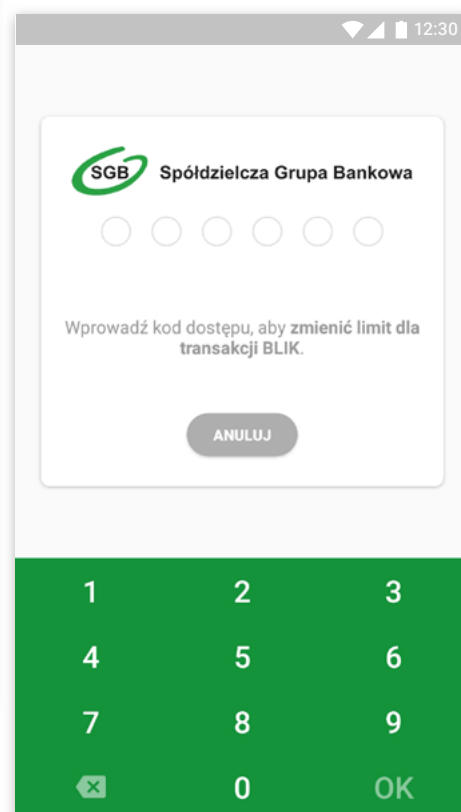 12:30
SGB Spółdzielcza Grupa Bankowa
Wprowadź kod dostępu, aby zmienić limit dla
transakcji BLIK.
ANULUJ
1 2 3
4 5 6
7 8 9
0 OK